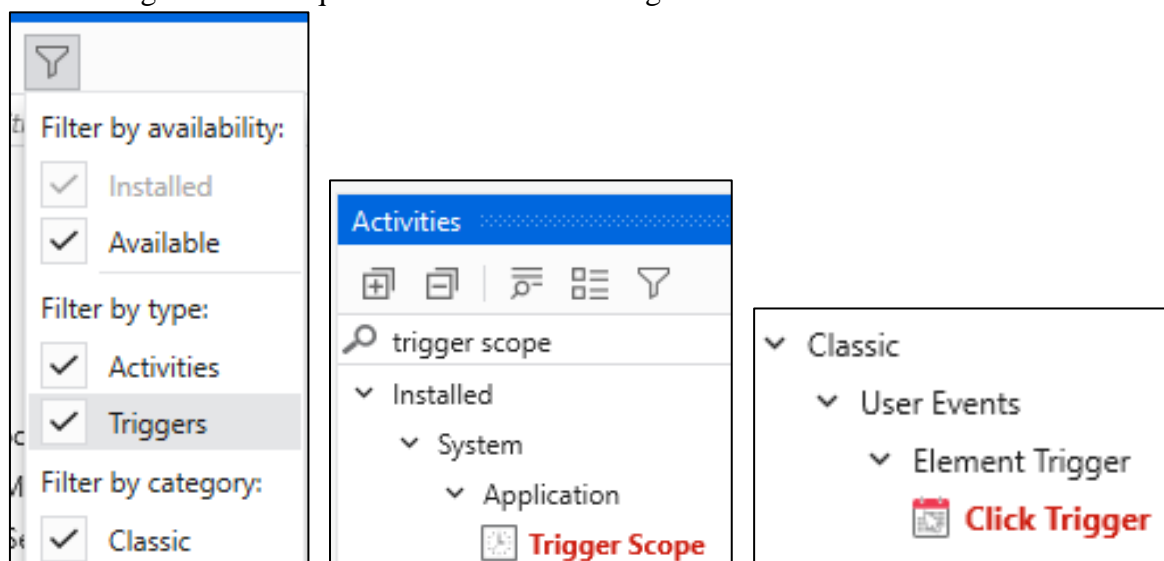 Filter by availability:
Installed
Available
Filter by type:
Activities
Triggers
Filter by category:
Classic
Activities
trigger scope
Installed
System
Application
Trigger Scope
Classic
User Events
Element Trigger
Click Trigger